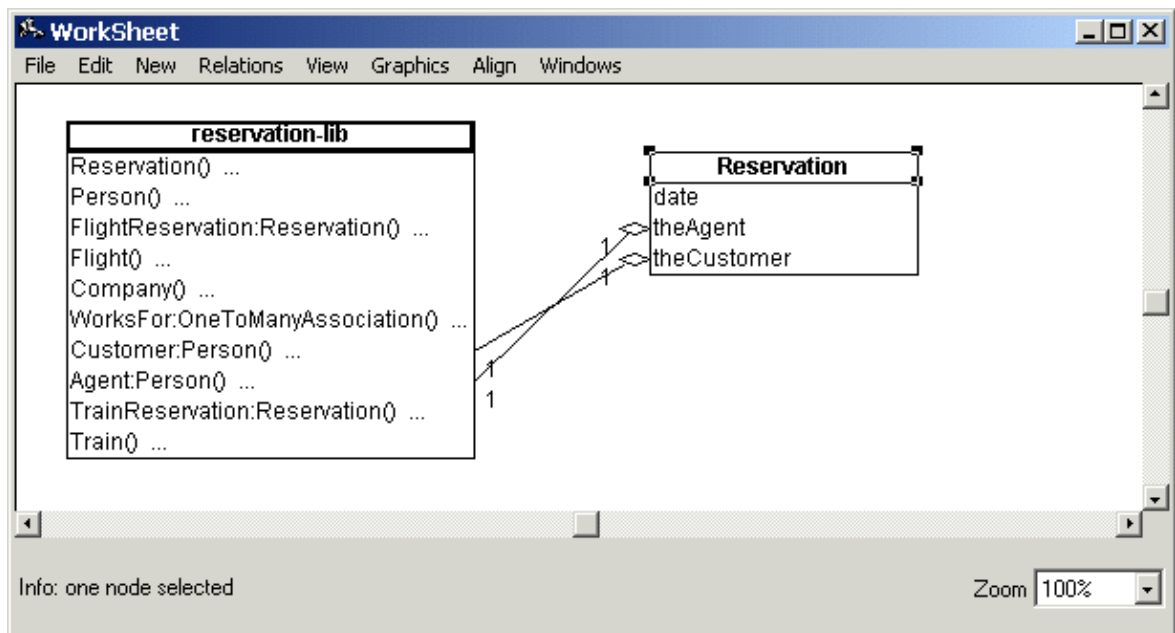 WorkSheet
File Edit New Relations View Graphics Align Windows
reservation-lib
Reservation() ...
Person() ...
FlightReservation:Reservation() ...
Flight() ...
Company() ...
WorksFor:OneToManyAssociation() ...
Customer:Person() ...
Agent:Person() ...
TrainReservation:Reservation() ...
Train() ...
1
1
1
1
Reservation
date
theAgent
theCustomer
Info: one node selected
Zoom 100%